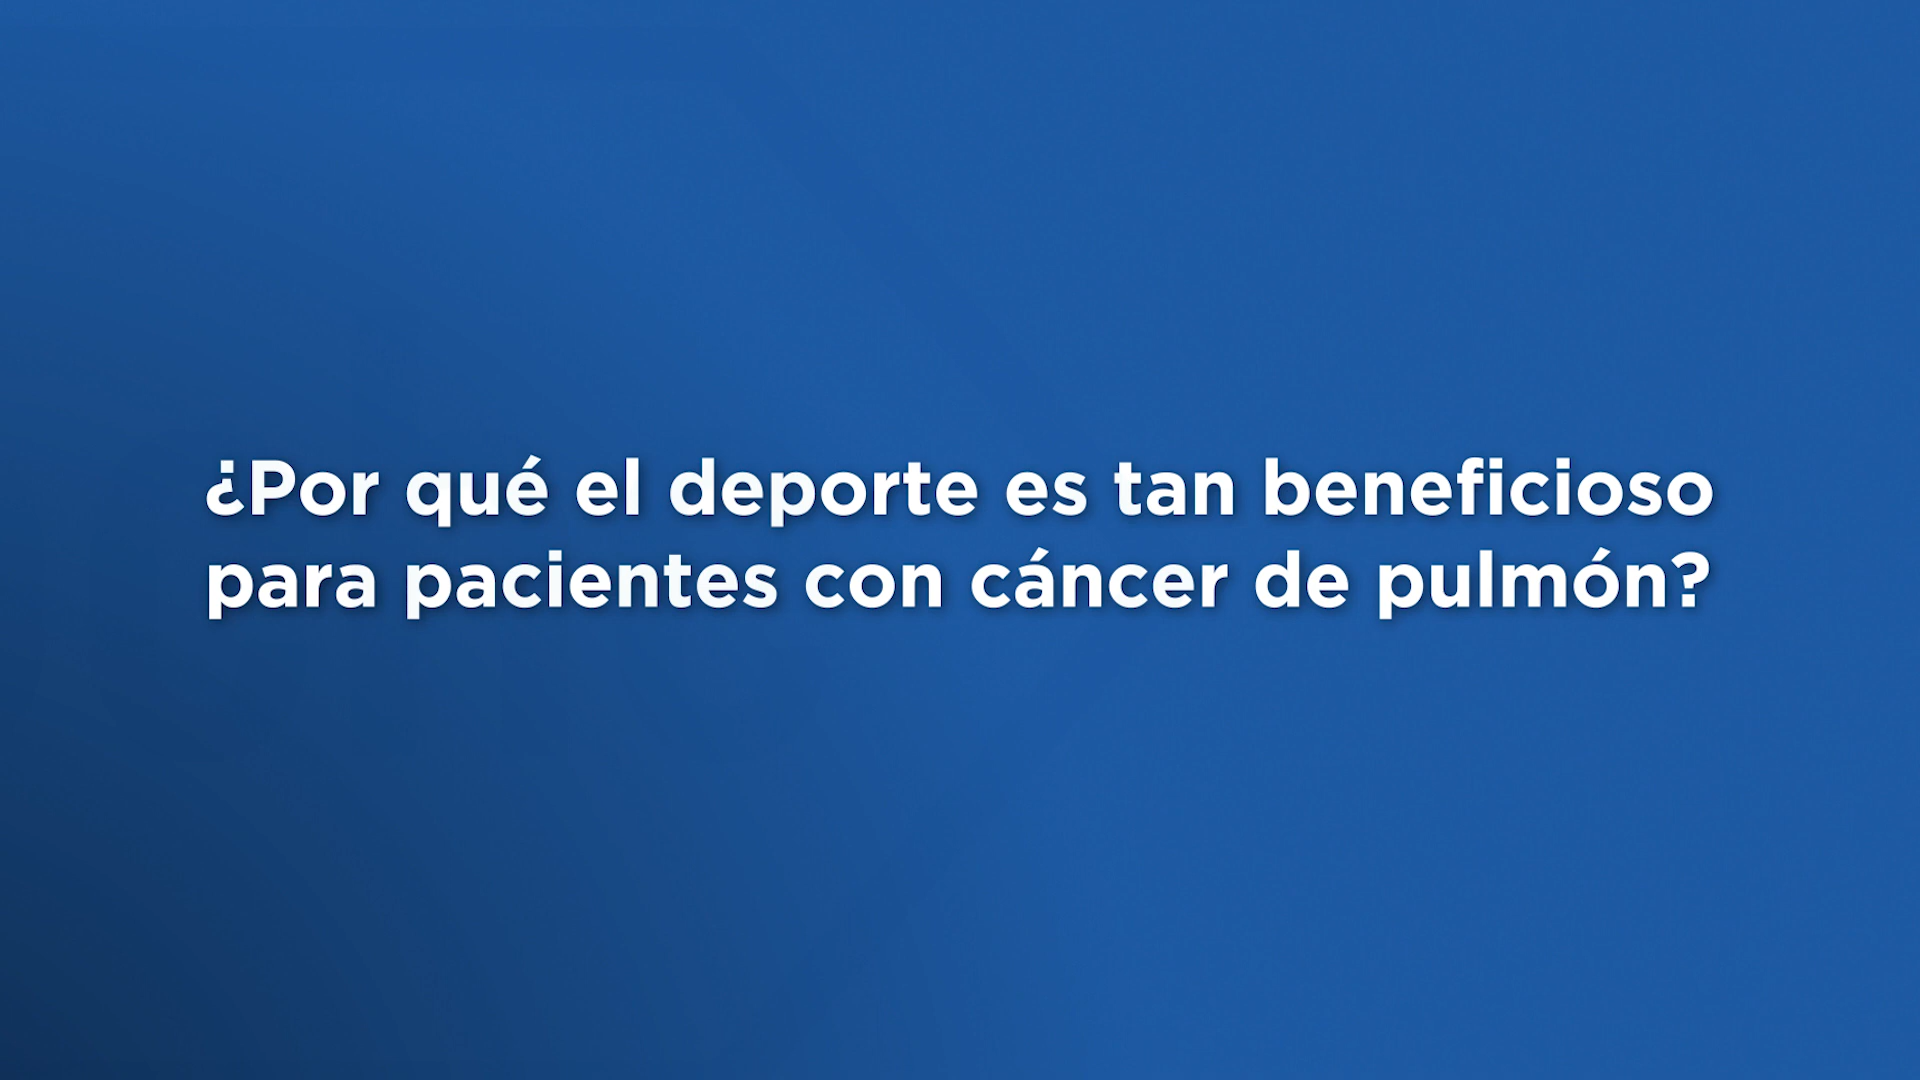 ¿Por qué el deporte es tan beneficioso
para pacientes con cáncer de pulmón?